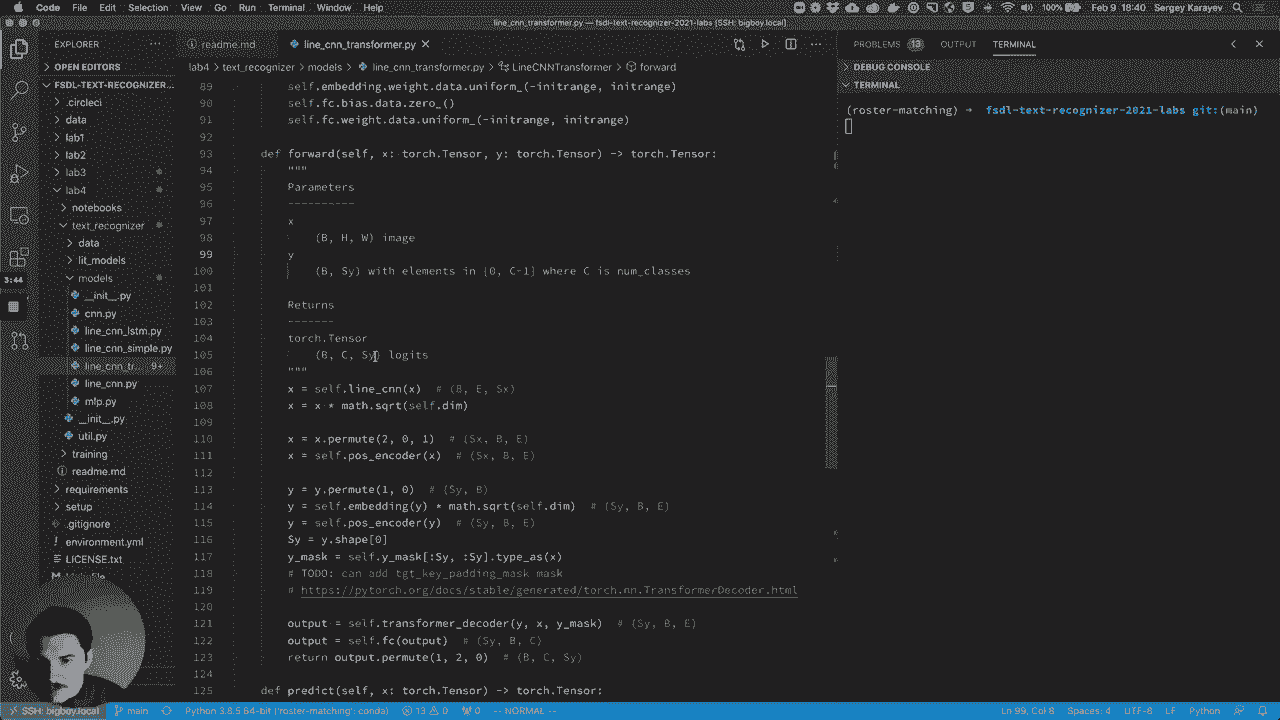 Code File Edit Selection View Go Run Terminal Window Help 100% Feb 9 18:40 Sergey Karayev
line_cnn_transformer.py — fsdl-text-recognizer-2021-labs [SSH: bigboy.local]
EXPLORER
OPEN EDITORS
FSDL-TEXT-RECOGNIZER...
.circleci
data
lab1
lab2
lab3
lab4
notebooks
text_recognizer
data
lit_models
models
__init__.py
cnn.py
line_cnn_lstm.py
line_cnn_simple.py
line_cnn_tr... 9+
line_cnn.py
mlp.py
__init__.py
util.py
training
readme.md
requirements
setup
.gitignore
environment.yml
LICENSE.txt
3:44
readme.md
line_cnn_transformer.py
lab4 > text_recognizer > models > line_cnn_transformer.py > LineCNNTransformer > forward
89 self.embedding.weight.data.uniform_(-initrange, initrange)
90 self.fc.bias.data.zero_()
91 self.fc.weight.data.uniform_(-initrange, initrange)
92
93 def forward(self, x: torch.Tensor, y: torch.Tensor) -> torch.Tensor:
94 """
95 Parameters
96 ----------
97 x
98 (B, H, W) image
99 y
100 (B, Sy) with elements in [0, C-1] where C is num_classes
101
102 Returns
103 -------
104 torch.Tensor
105 (B, C, Sy) logits
106 """
107 x = self.line_cnn(x) # (B, E, Sx)
108 x = x * math.sqrt(self.dim)
109
110 x = x.permute(2, 0, 1) # (Sx, B, E)
111 x = self.pos_encoder(x) # (Sx, B, E)
112
113 y = y.permute(1, 0) # (Sy, B)
114 y = self.embedding(y) * math.sqrt(self.dim) # (Sy, B, E)
115 y = self.pos_encoder(y) # (Sy, B, E)
116 Sy = y.shape[0]
117 y_mask = self.y_mask[:Sy, :Sy].type_as(x)
118 # TODO: can add tgt_key_padding_mask mask
119 # https://pytorch.org/docs/stable/generated/torch.nn.TransformerDecoder.html
120
121 output = self.transformer_decoder(y, x, y_mask) # (Sy, B, E)
122 output = self.fc(output) # (Sy, B, C)
123 return output.permute(1, 2, 0) # (B, C, Sy)
124
125 def predict(self, x: torch.Tensor) -> torch.Tensor:
PROBLEMS 13 OUTPUT TERMINAL
DEBUG CONSOLE
TERMINAL
(roster-matching) → fsdl-text-recognizer-2021-labs git:(main)
SSH: bigboy.local main Python 3.8.5 64-bit ('roster-matching': conda) 13 0 0 -- NORMAL -- Ln 99, Col 8 Spaces: 4 UTF-8 LF Python